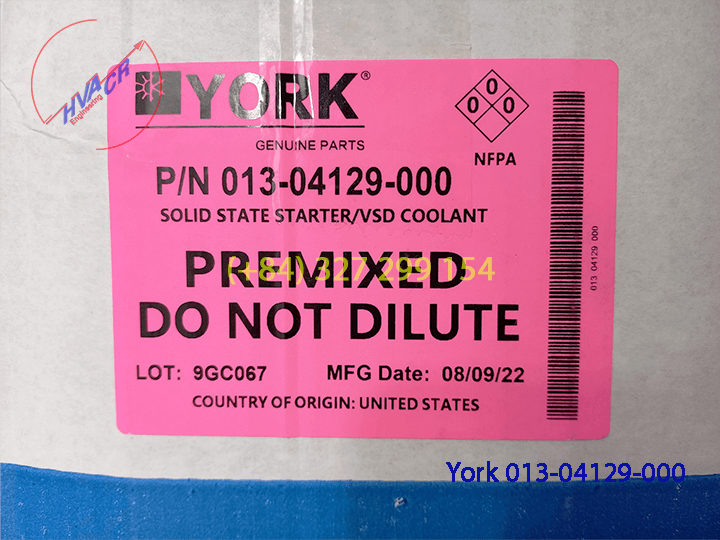 HVACR
Engineering
YORK®
GENUINE PARTS
0
0 0
NFPA
P/N 013-04129-000
SOLID STATE STARTER/VSD COOLANT
PREMIXED
(+84) 327 299 154
DO NOT DILUTE
LOT: 9GC067 MFG Date: 08/09/22
COUNTRY OF ORIGIN: UNITED STATES
013 04129 000
York 013-04129-000